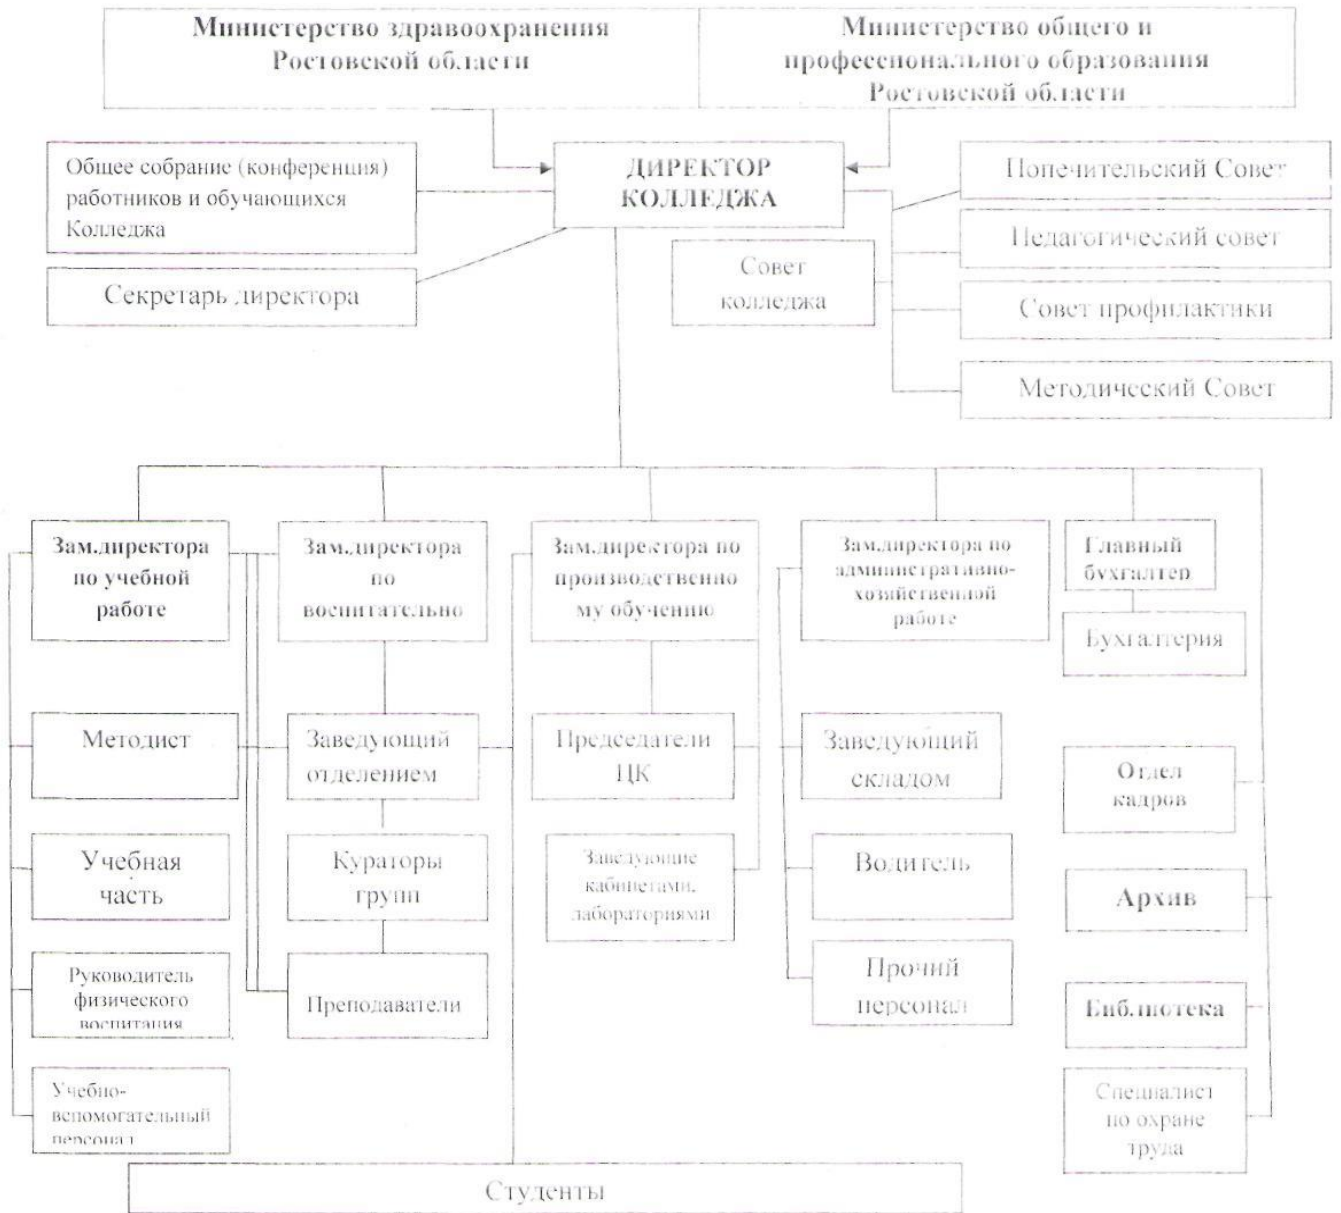 Министерство здравоохранения
Ростовской области
Министерство общего и
профессионального образования
Ростовской области
Общее собрание (конференция)
работников и обучающихся
Колледжа
ДИРЕКТОР
КОЛЛЕДЖА
Попечительский Совет
Педагогический совет
Секретарь директора
Совет
колледжа
Совет профилактики
Методический Совет
Зам.директора
по учебной
работе
Зам.директора
по
воспитательно
Зам.директора по
производственно
му обучению
Зам.директора по
административно-
хозяйственной
работе
Главный
бухгалтер
Бухгалтерия
Методист
Заведующий
отделением
Председатели
ЦК
Заведующий
складом
Отдел
кадров
Учебная
часть
Кураторы
групп
Заведующие
кабинетами,
лабораториями
Водитель
Архив
Руководитель
физического
воспитания
Преподаватели
Прочий
персонал
Библиотека
Учебно-
вспомогательный
персонал
Специалист
по охране
труда
Студенты